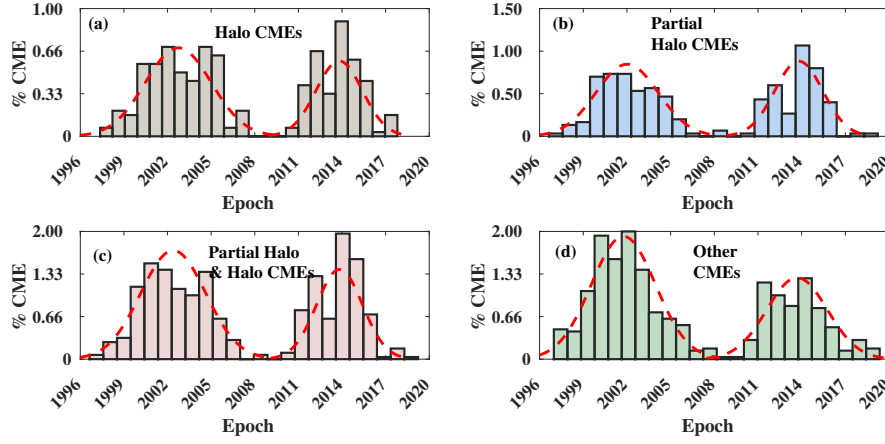 (a)
Halo CMEs
% CME
1.00
0.66
0.33
0
1996
1999
2002
2005
2008
2011
2014
2017
2020
Epoch
(b)
Partial
Halo CMEs
% CME
1.50
1.00
0.50
0
1996
1999
2002
2005
2008
2011
2014
2017
2020
Epoch
(c)
Partial Halo
& Halo CMEs
% CME
2.00
1.33
0.66
0
1996
1999
2002
2005
2008
2011
2014
2017
2020
Epoch
(d)
Other
CMEs
% CME
2.00
1.33
0.66
0
1996
1999
2002
2005
2008
2011
2014
2017
2020
Epoch